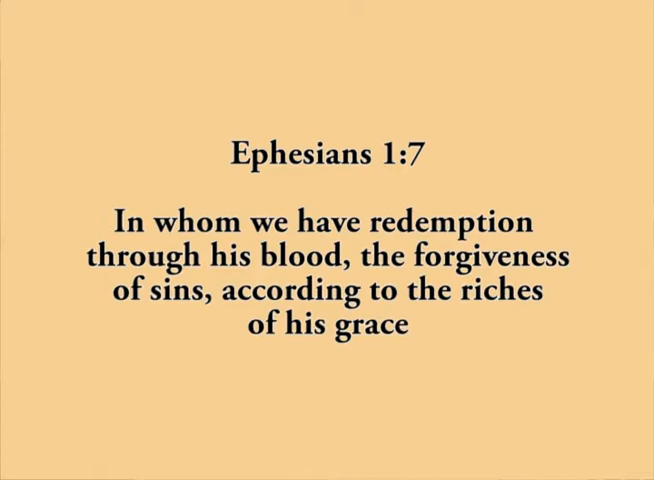 Ephesians 1:7
In whom we have redemption
through his blood, the forgiveness
of sins, according to the riches
of his grace